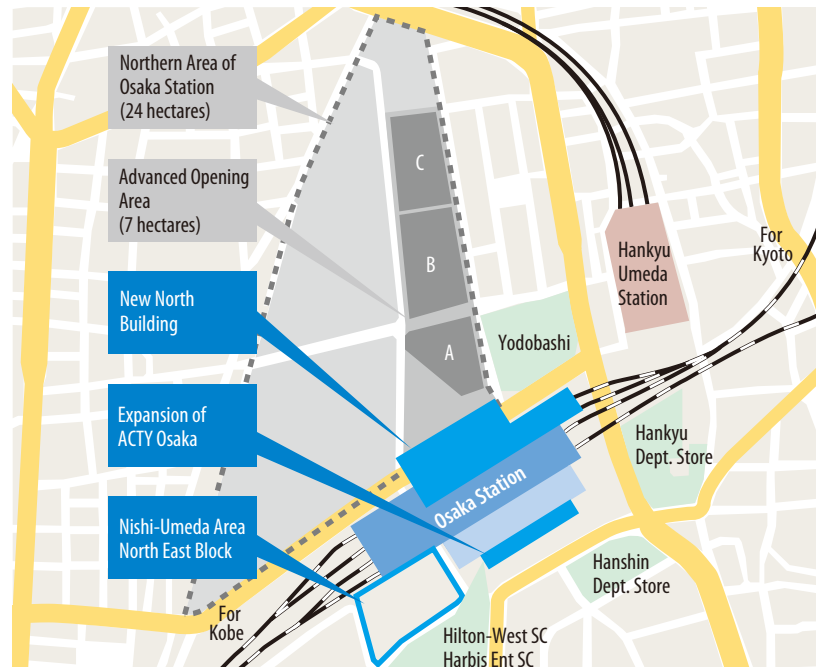 Northern Area of
Osaka Station
(24 hectares)
Advanced Opening
Area
(7 hectares)
New North
Building
Expansion of
ACTY Osaka
Nishi-Umeda Area
North East Block
C
B
A
Hankyu
Umeda
Station
For
Kyoto
Yodobashi
Hankyu
Dept. Store
Osaka Station
Hanshin
Dept. Store
For
Kobe
Hilton-West SC
Harbis Ent SC